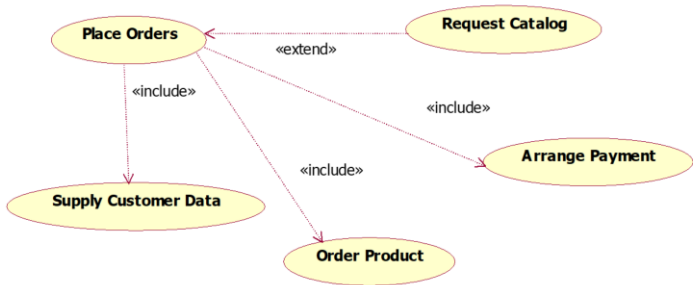 Request Catalog
Place Orders
«extend»
«include»
«include»
Arrange Payment
«include»
Supply Customer Data
Order Product